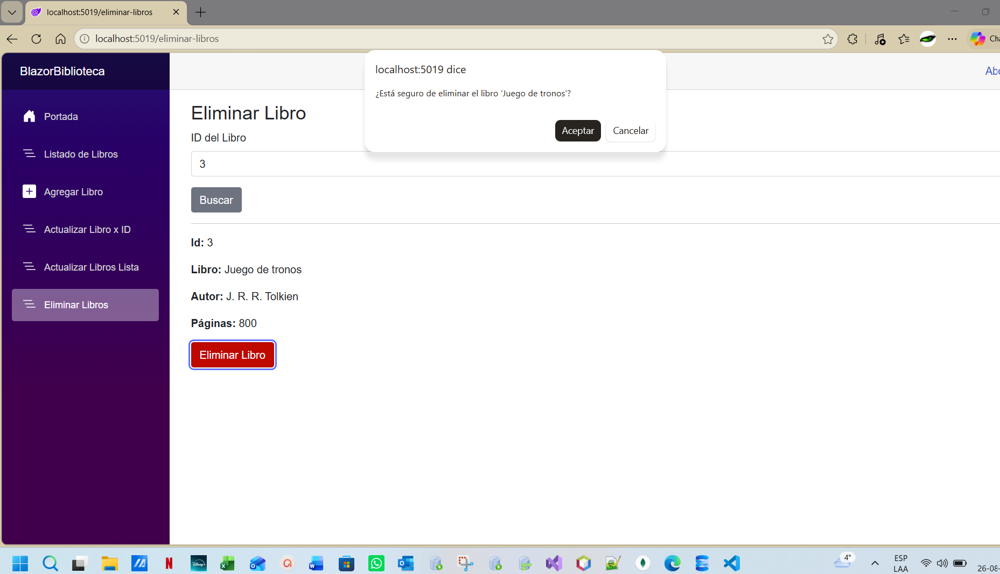 localhost:5019/eliminar-libros
localhost:5019/eliminar-libros
BlazorBiblioteca
Portada
Listado de Libros
Agregar Libro
Actualizar Libro x ID
Actualizar Libros Lista
Eliminar Libros
localhost:5019 dice
¿Está seguro de eliminar el libro 'Juego de tronos'?
Aceptar
Cancelar
Eliminar Libro
ID del Libro
3
Buscar
Id: 3
Libro: Juego de tronos
Autor: J. R. R. Tolkien
Páginas: 800
Eliminar Libro
4°
ESP
LAA
26-08-